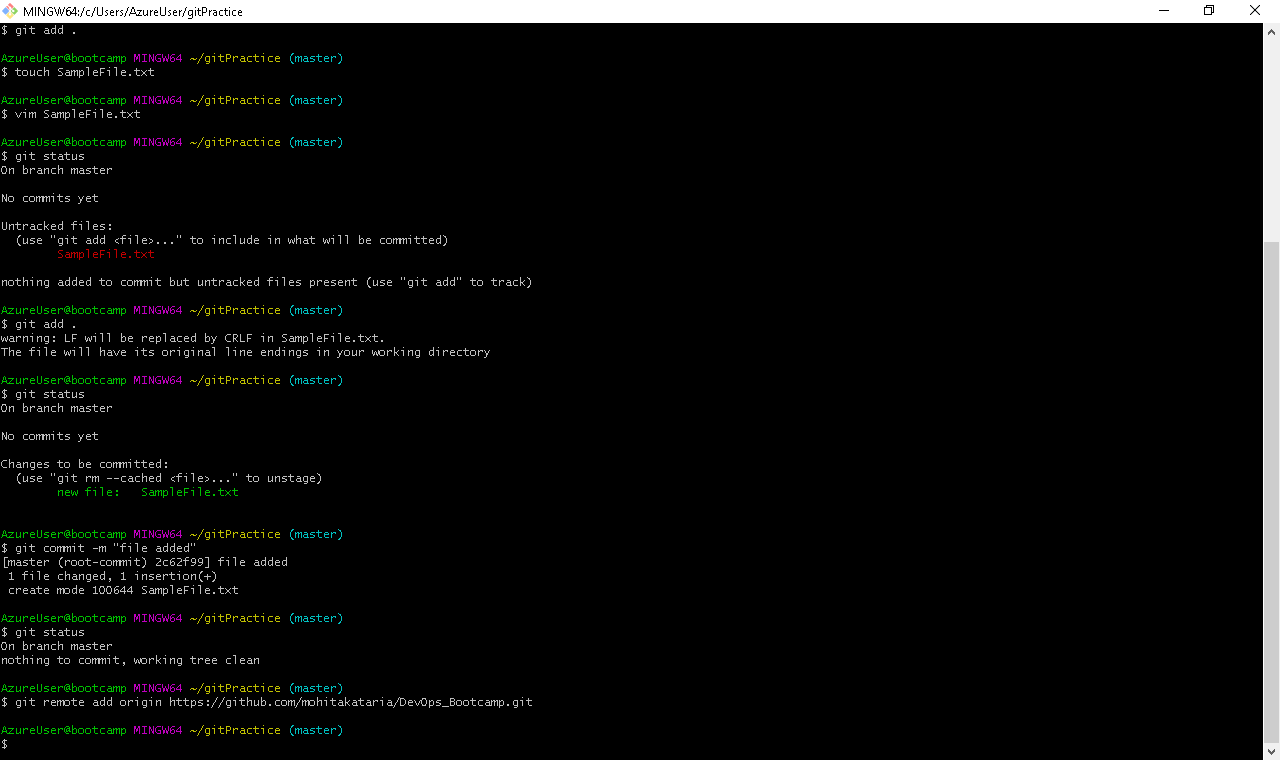 MINGW64:/c/Users/AzureUser/gitPractice
$ git add .
AzureUser@bootcamp MINGW64 ~/gitPractice (master)
$ touch SampleFile.txt
AzureUser@bootcamp MINGW64 ~/gitPractice (master)
$ vim SampleFile.txt
AzureUser@bootcamp MINGW64 ~/gitPractice (master)
$ git status
On branch master
No commits yet
Untracked files:
  (use "git add <file>..." to include in what will be committed)
        SampleFile.txt
nothing added to commit but untracked files present (use "git add" to track)
AzureUser@bootcamp MINGW64 ~/gitPractice (master)
$ git add .
warning: LF will be replaced by CRLF in SampleFile.txt.
The file will have its original line endings in your working directory
AzureUser@bootcamp MINGW64 ~/gitPractice (master)
$ git status
On branch master
No commits yet
Changes to be committed:
  (use "git rm --cached <file>..." to unstage)
        new file:   SampleFile.txt
AzureUser@bootcamp MINGW64 ~/gitPractice (master)
$ git commit -m "file added"
[master (root-commit) 2c62f99] file added
 1 file changed, 1 insertion(+)
 create mode 100644 SampleFile.txt
AzureUser@bootcamp MINGW64 ~/gitPractice (master)
$ git status
On branch master
nothing to commit, working tree clean
AzureUser@bootcamp MINGW64 ~/gitPractice (master)
$ git remote add origin https://github.com/mohitakataria/DevOps_Bootcamp.git
AzureUser@bootcamp MINGW64 ~/gitPractice (master)
$